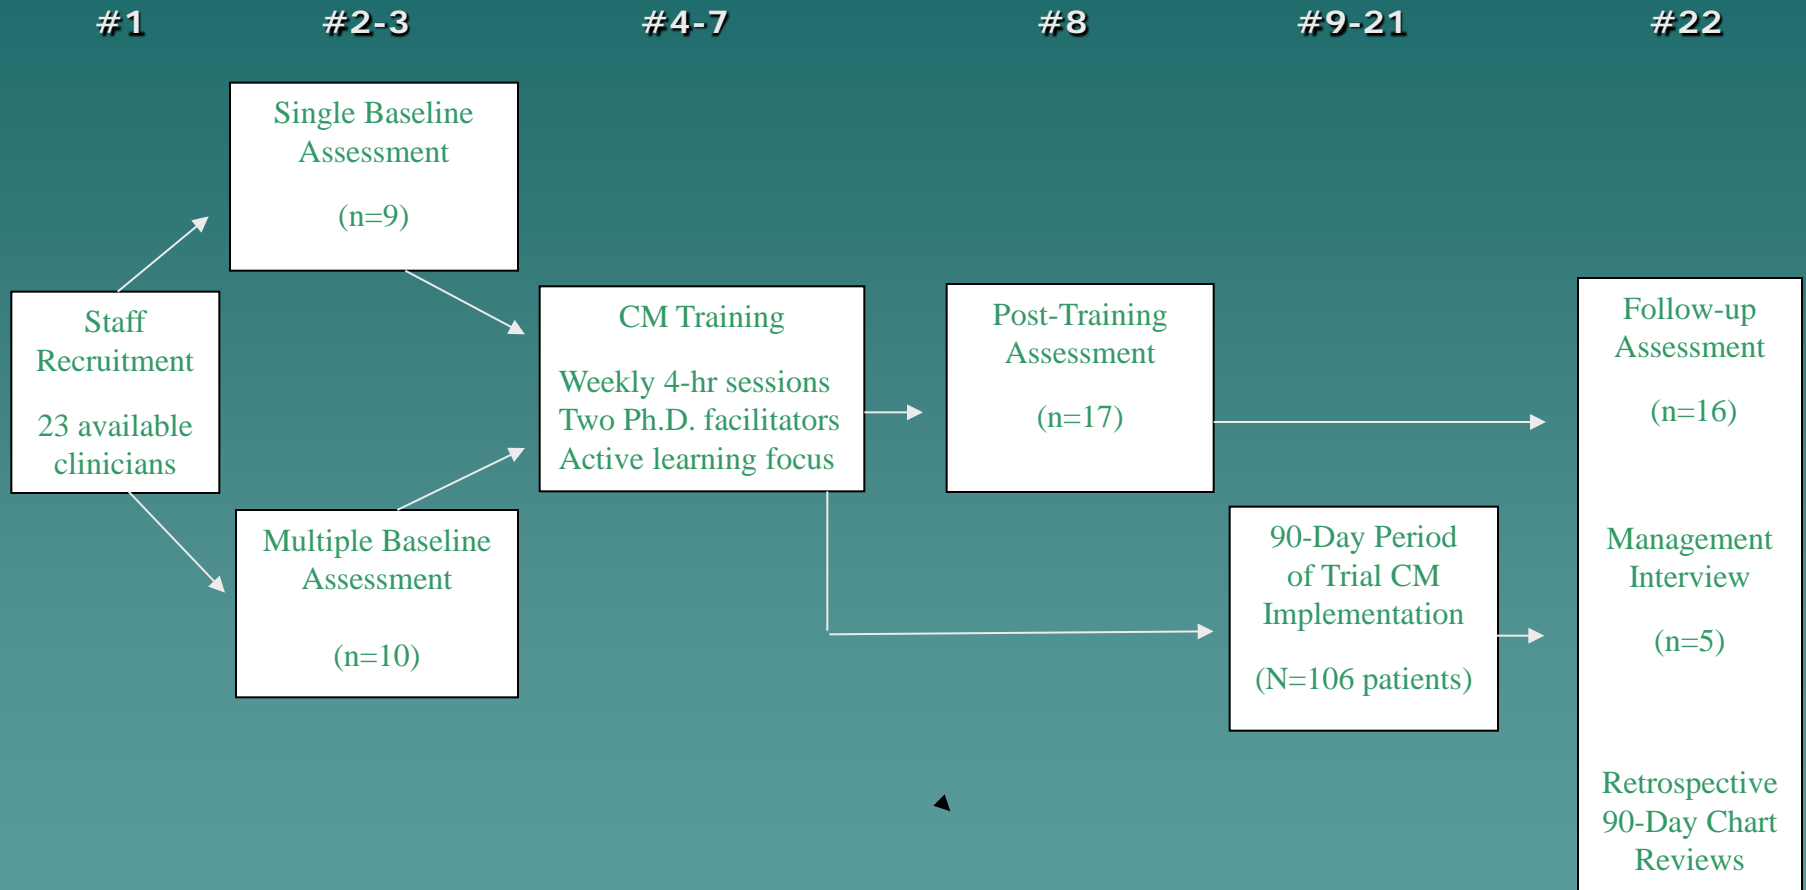 #1
#2-3
#4-7
#8
#9-21
#22
Single Baseline
Assessment
(n=9)
Staff
Recruitment
23 available
clinicians
Multiple Baseline
Assessment
(n=10)
CM Training
Weekly 4-hr sessions
Two Ph.D. facilitators
Active learning focus
Post-Training
Assessment
(n=17)
90-Day Period
of Trial CM
Implementation
(N=106 patients)
Follow-up
Assessment
(n=16)
Management
Interview
(n=5)
Retrospective
90-Day Chart
Reviews